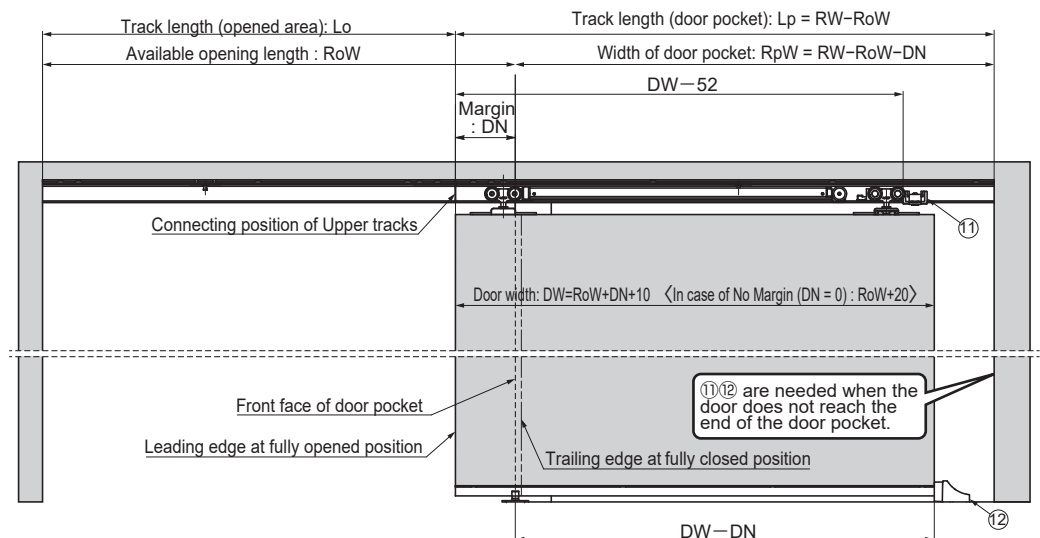 Track length (opened area): Lo
Track length (door pocket): Lp = RW−RoW
Available opening length : RoW
Width of door pocket: RpW = RW−RoW−DN
DW−52
Margin
: DN
Connecting position of Upper tracks
⑪
Door width: DW=RoW+DN+10 〈In case of No Margin (DN = 0) : RoW+20〉
⑪⑫ are needed when the
door does not reach the
end of the door pocket.
Front face of door pocket
Leading edge at fully opened position
Trailing edge at fully closed position
⑫
DW−DN